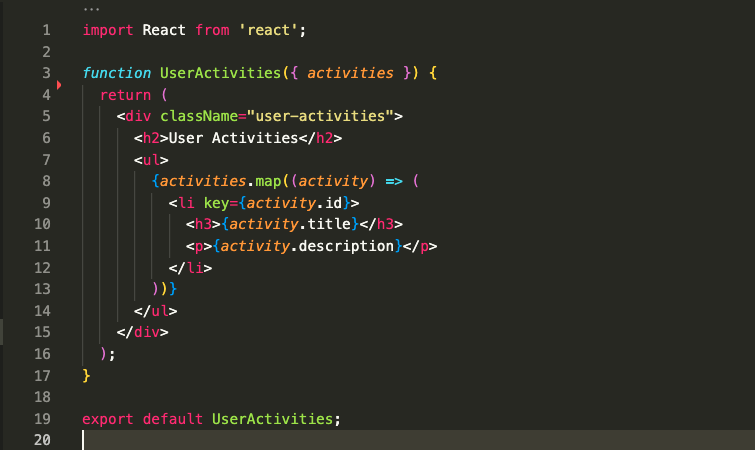 ...
1 import React from 'react';
2
3 function UserActivities({ activities }) {
4 return (
5 <div className="user-activities">
6 <h2>User Activities</h2>
7 <ul>
8 {activities.map((activity) => (
9 <li key={activity.id}>
10 <h3>{activity.title}</h3>
11 <p>{activity.description}</p>
12 </li>
13 ))}
14 </ul>
15 </div>
16 );
17 }
18
19 export default UserActivities;
20